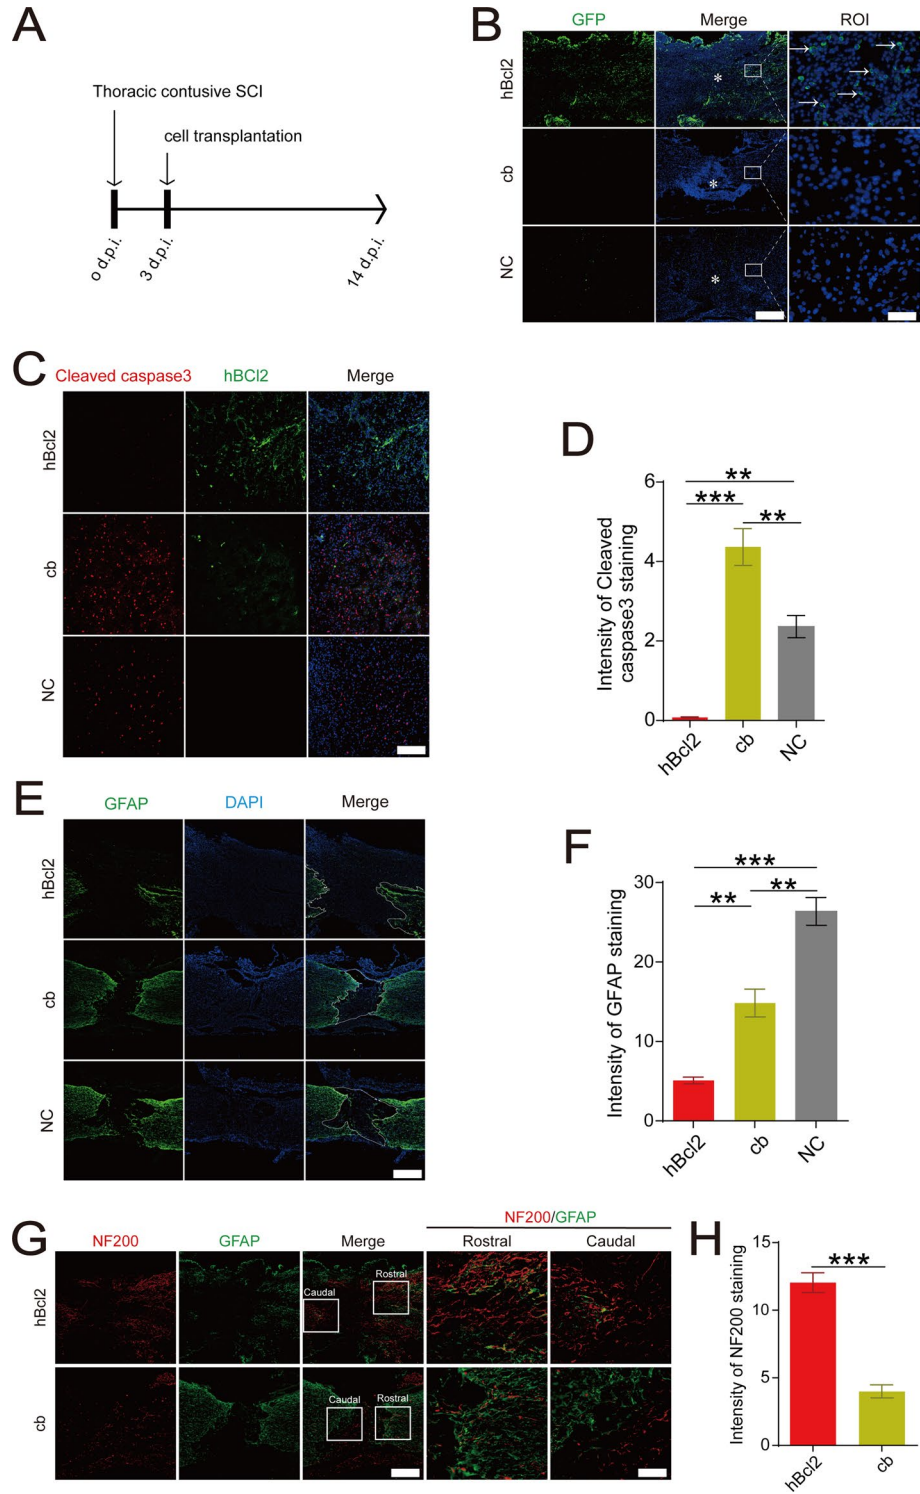 A
Thoracic contusive SCI
cell transplantation
o d.p.i.
3 d.p.i.
14 d.p.i.
B
GFP
Merge
ROI
hBcl2
*
cb
*
NC
*
C
Cleaved caspase3
hBCl2
Merge
hBcl2
cb
NC
D
Intensity of Cleaved
caspase3 staining
6
4
2
0
**
***
**
hBcl2
cb
NC
E
GFAP
DAPI
Merge
hBcl2
cb
NC
F
Intensity of GFAP staining
30
20
10
0
***
**
**
hBcl2
cb
NC
G
NF200/GFAP
NF200
GFAP
Merge
Rostral
Caudal
hBcl2
Caudal
Rostral
cb
Caudal
Rostral
H
Intensity of NF200 staining
15
10
5
0
***
hBcl2
cb